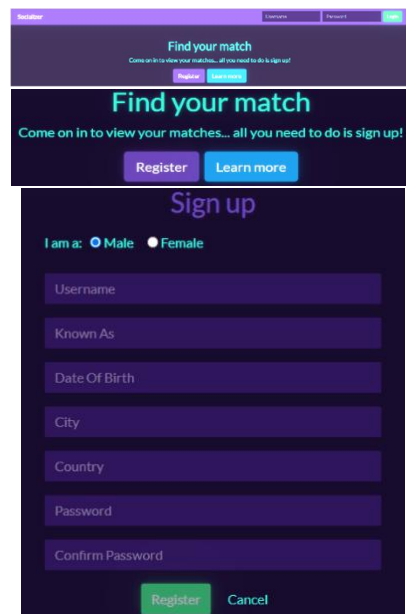 Socializer Username Password Login
Find your match
Come on in to view your matches... all you need to do is sign up!
Register Learn more
Find your match
Come on in to view your matches... all you need to do is sign up!
Register Learn more
Sign up
I am a: Male Female
Username
Known As
Date Of Birth
City
Country
Password
Confirm Password
Register Cancel